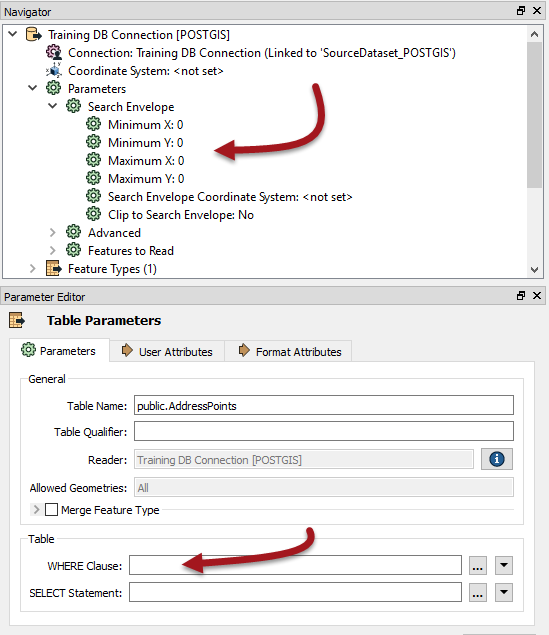 Navigator
Training DB Connection [POSTGIS]
Connection: Training DB Connection (Linked to 'SourceDataset_POSTGIS')
Coordinate System: <not set>
Parameters
Search Envelope
Minimum X: 0
Minimum Y: 0
Maximum X: 0
Maximum Y: 0
Search Envelope Coordinate System: <not set>
Clip to Search Envelope: No
Advanced
Features to Read
Feature Types (1)
Parameter Editor
Table Parameters
Parameters User Attributes Format Attributes
General
Table Name: public.AddressPoints
Table Qualifier:
Reader: Training DB Connection [POSTGIS]
Allowed Geometries: All
Merge Feature Type
Table
WHERE Clause: ...
SELECT Statement: ...